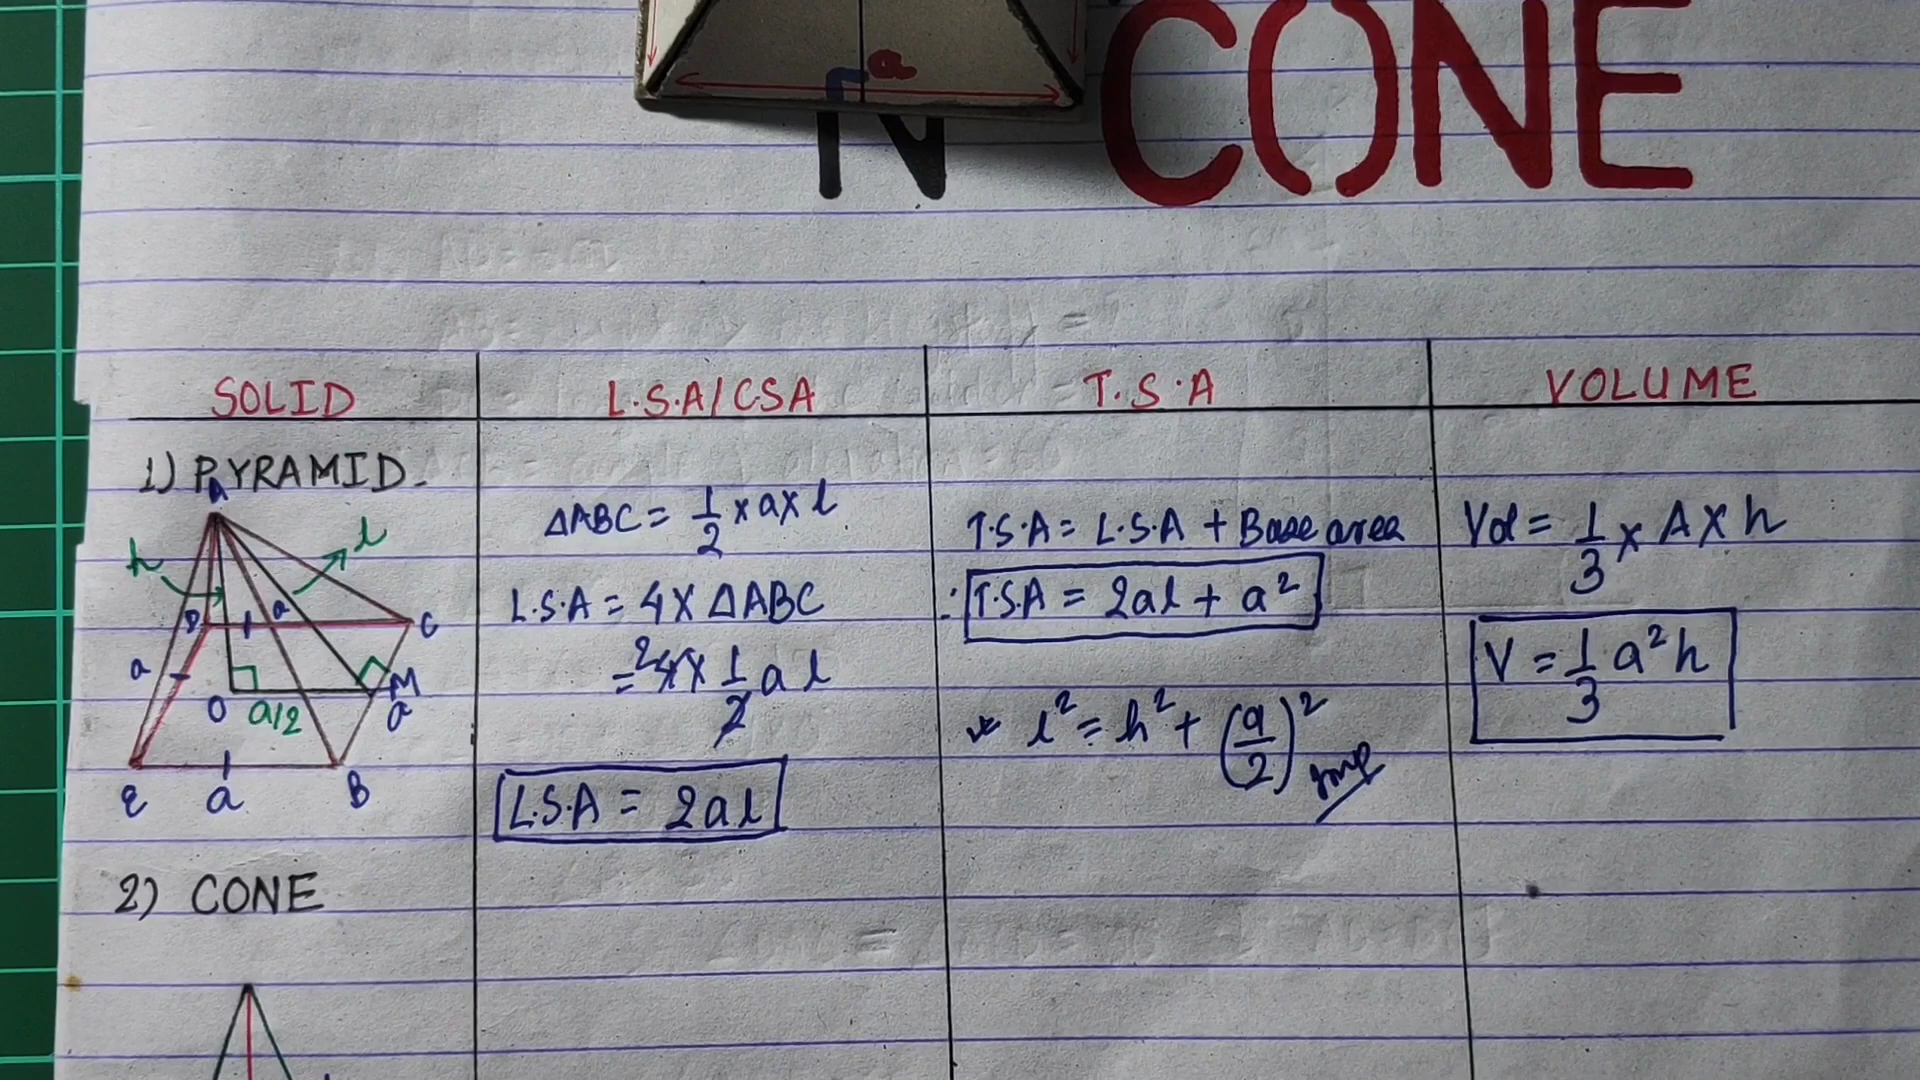 a
N CONE
SOLID
L.S.A/CSA
T.S.A
VOLUME
1) PYRAMID
A
h
l
D
a
C
a
O
a/2
M
a
E
a
B
ΔABC = 1/2 × a × l
L.S.A = 4 × ΔABC
= 2 4 × 1/2 a l
L.S.A = 2al
T.S.A = L.S.A + Base area
∴ T.S.A = 2al + a²
* l² = h² + (a/2)²
Imp
Vol = 1/3 × A × h
V = 1/3 a²h
2) CONE